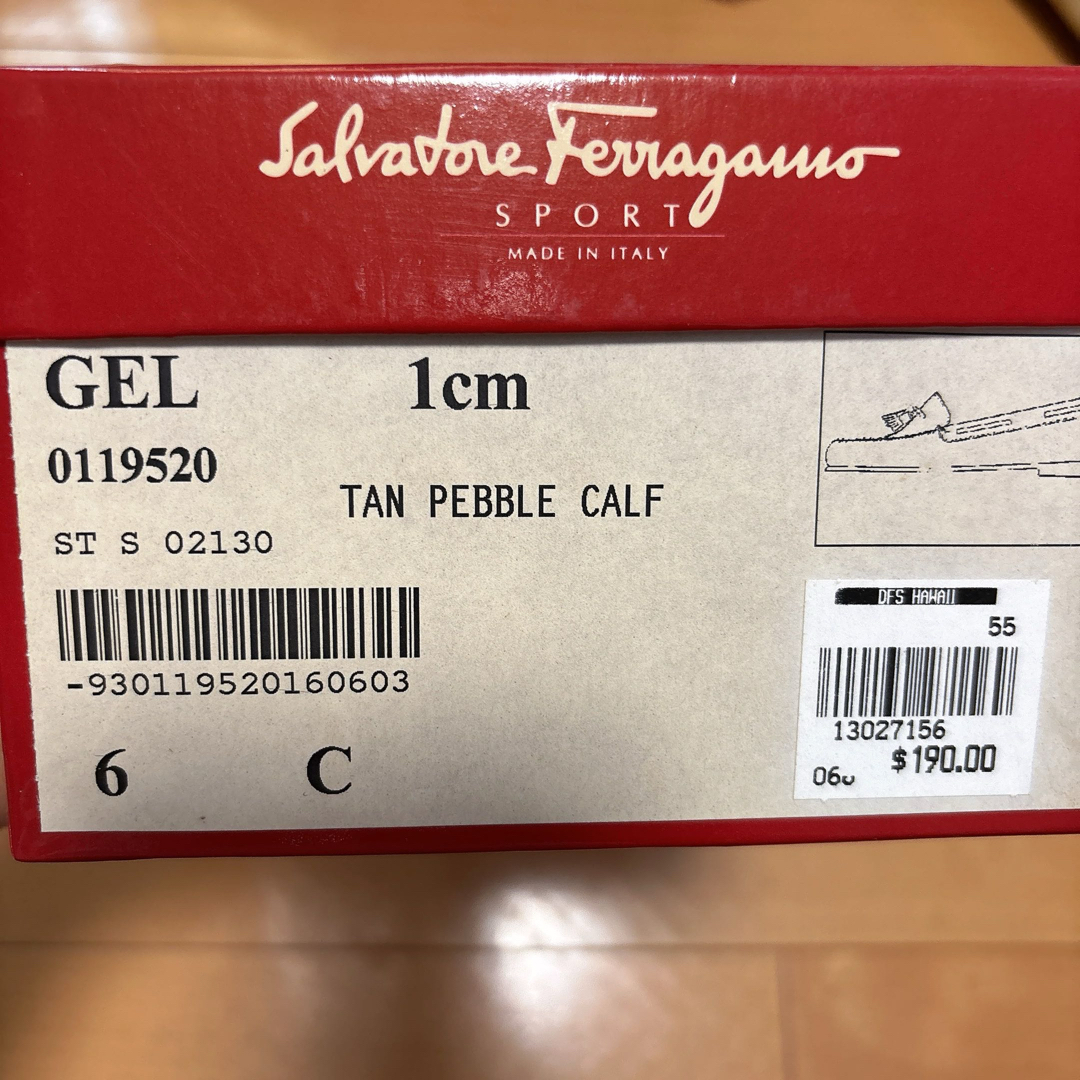 Salvatore Ferragamo
SPORT
MADE IN ITALY
GEL 1cm
0119520
TAN PEBBLE CALF
ST S 02130
-930119520160603
6 C
DFS HAWAII
55
13027156
$190.00